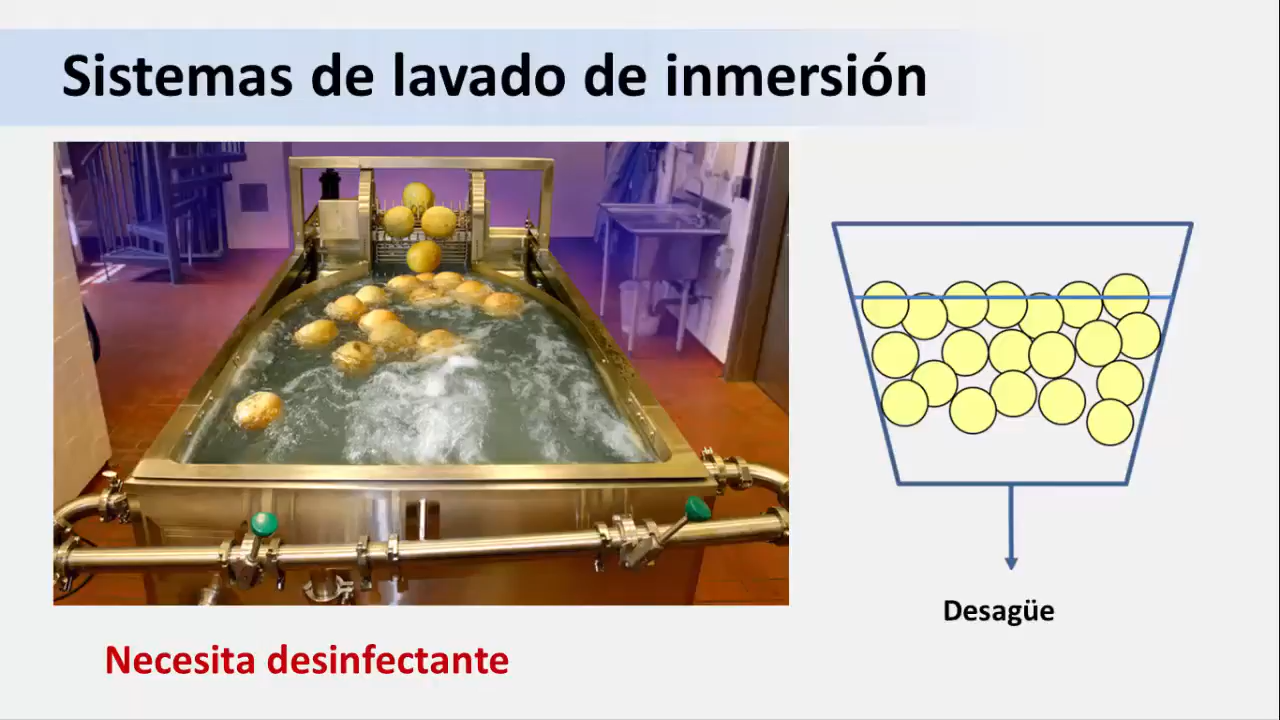 Sistemas de lavado de inmersión
Desagüe
Necesita desinfectante